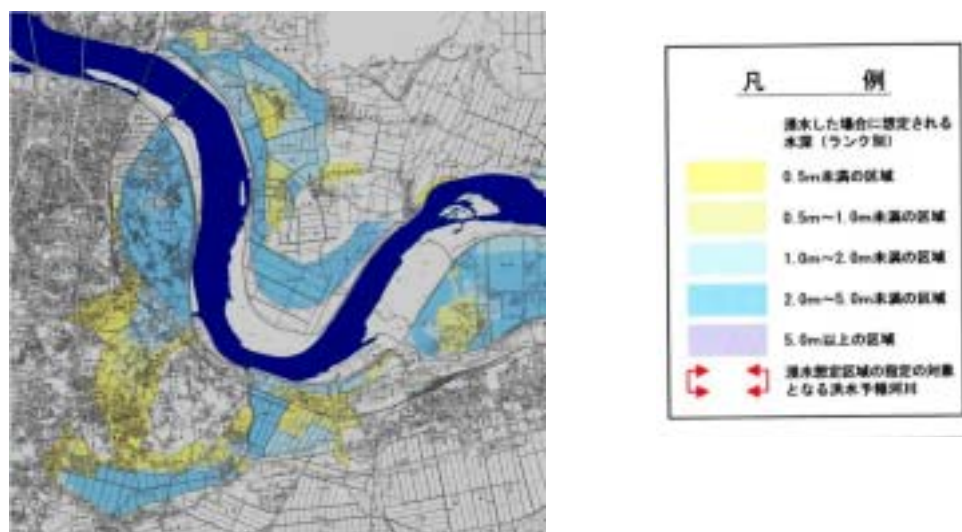 凡 例
浸水した場合に想定される
水深（ランク別）
0.5m未満の区域
0.5m〜1.0m未満の区域
1.0m〜2.0m未満の区域
2.0m〜5.0m未満の区域
5.0m以上の区域
浸水想定区域の指定の対象
となる洪水予報河川